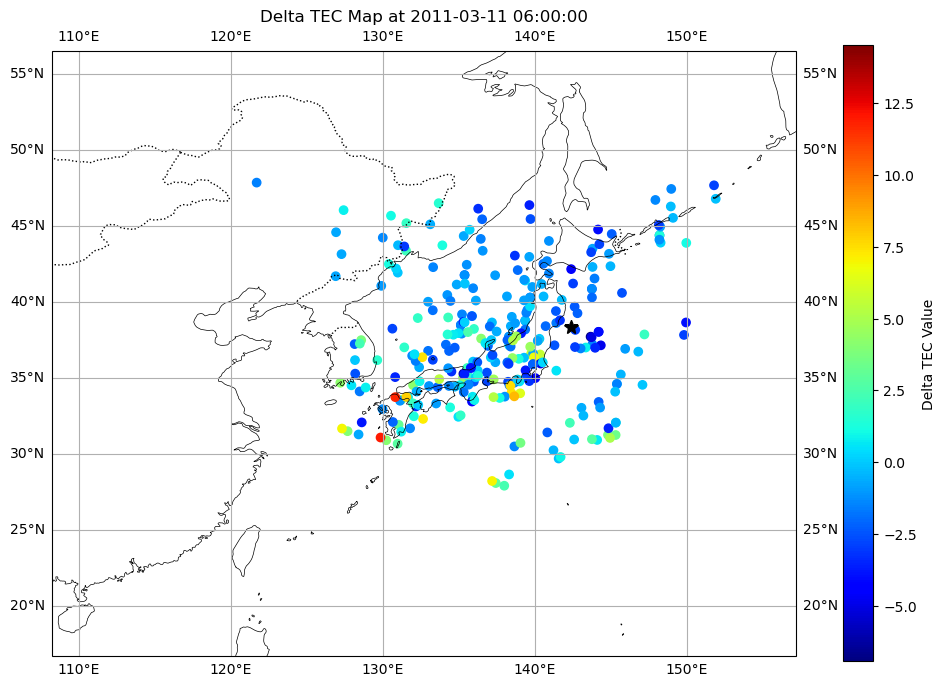 Delta TEC Map at 2011-03-11 06:00:00
110°E 120°E 130°E 140°E 150°E
55°N 55°N
12.5
50°N 50°N
10.0
45°N 45°N
7.5
40°N 40°N
5.0
35°N 35°N
2.5
30°N 30°N
0.0
25°N 25°N
−2.5
20°N 20°N
−5.0
Delta TEC Value
110°E 120°E 130°E 140°E 150°E